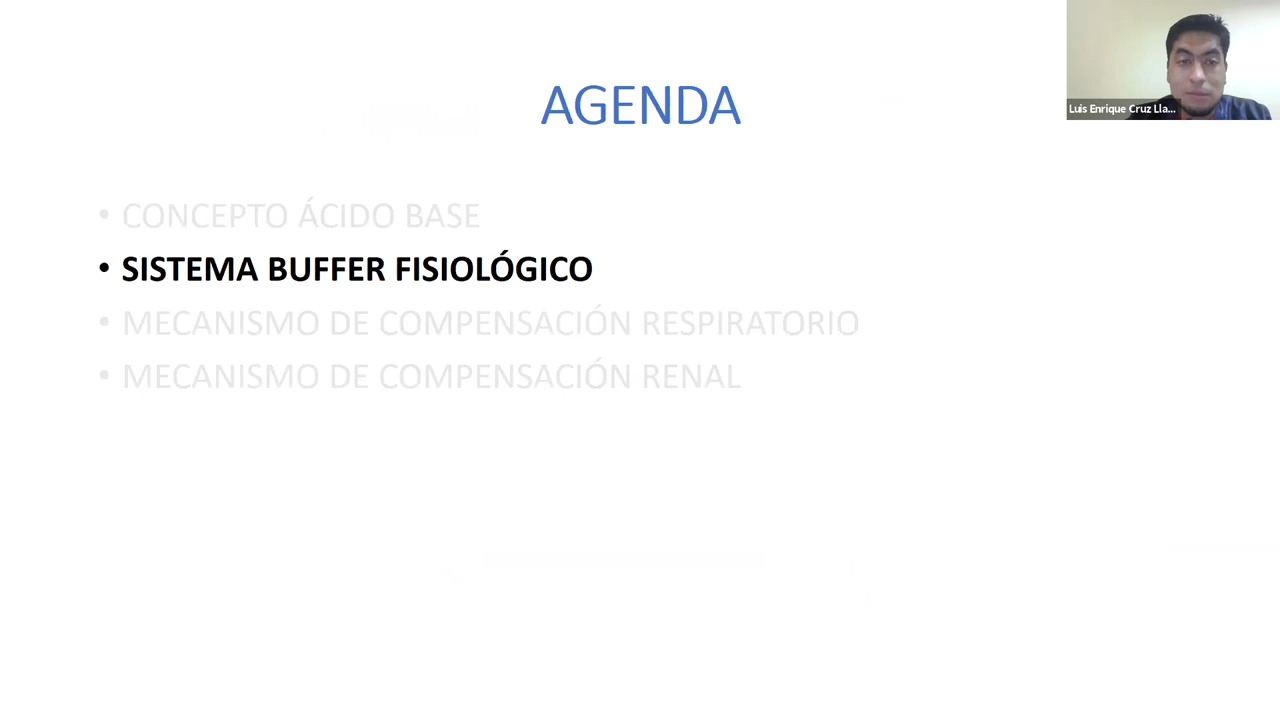 AGENDA
Luis Enrique Cruz Lla...
• CONCEPTO ÁCIDO BASE
• SISTEMA BUFFER FISIOLÓGICO
• MECANISMO DE COMPENSACIÓN RESPIRATORIO
• MECANISMO DE COMPENSACIÓN RENAL